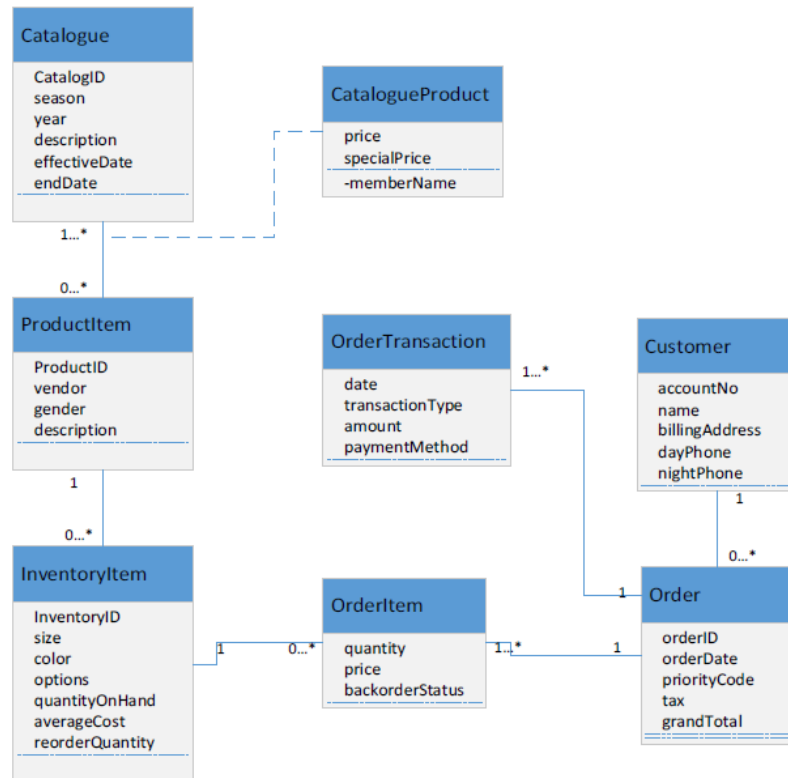 Catalogue
CatalogID
season
year
description
effectiveDate
endDate
CatalogueProduct
price
specialPrice
-memberName
1...*
0...*
ProductItem
ProductID
vendor
gender
description
OrderTransaction
date
transactionType
amount
paymentMethod
1...*
Customer
accountNo
name
billingAddress
dayPhone
nightPhone
1
0...*
1
0...*
InventoryItem
InventoryID
size
color
options
quantityOnHand
averageCost
reorderQuantity
1
0...*
OrderItem
quantity
price
backorderStatus
1...*
1
1
Order
orderID
orderDate
priorityCode
tax
grandTotal